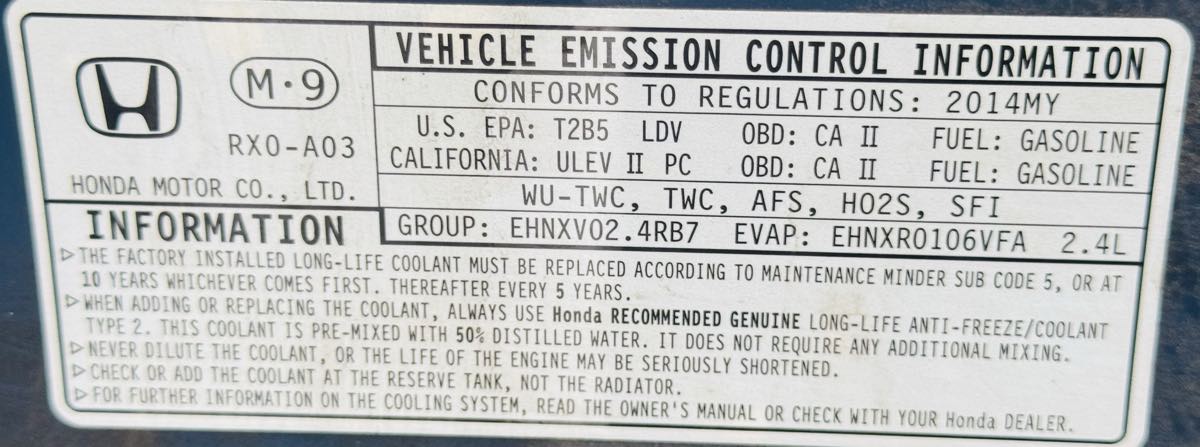 VEHICLE EMISSION CONTROL INFORMATION
M·9
CONFORMS TO REGULATIONS: 2014MY
RX0-A03
U.S. EPA: T2B5 LDV OBD: CA II FUEL: GASOLINE
CALIFORNIA: ULEV II PC OBD: CA II FUEL: GASOLINE
HONDA MOTOR CO., LTD.
WU-TWC, TWC, AFS, HO2S, SFI
GROUP: EHNXV02.4RB7 EVAP: EHNXR0106VFA 2.4L
INFORMATION
▷THE FACTORY INSTALLED LONG-LIFE COOLANT MUST BE REPLACED ACCORDING TO MAINTENANCE MINDER SUB CODE 5, OR AT
10 YEARS WHICHEVER COMES FIRST. THEREAFTER EVERY 5 YEARS.
▷WHEN ADDING OR REPLACING THE COOLANT, ALWAYS USE Honda RECOMMENDED GENUINE LONG-LIFE ANTI-FREEZE/COOLANT
TYPE 2. THIS COOLANT IS PRE-MIXED WITH 50% DISTILLED WATER. IT DOES NOT REQUIRE ANY ADDITIONAL MIXING.
▷NEVER DILUTE THE COOLANT, OR THE LIFE OF THE ENGINE MAY BE SERIOUSLY SHORTENED.
▷CHECK OR ADD THE COOLANT AT THE RESERVE TANK, NOT THE RADIATOR.
▷FOR FURTHER INFORMATION ON THE COOLING SYSTEM, READ THE OWNER'S MANUAL OR CHECK WITH YOUR Honda DEALER.